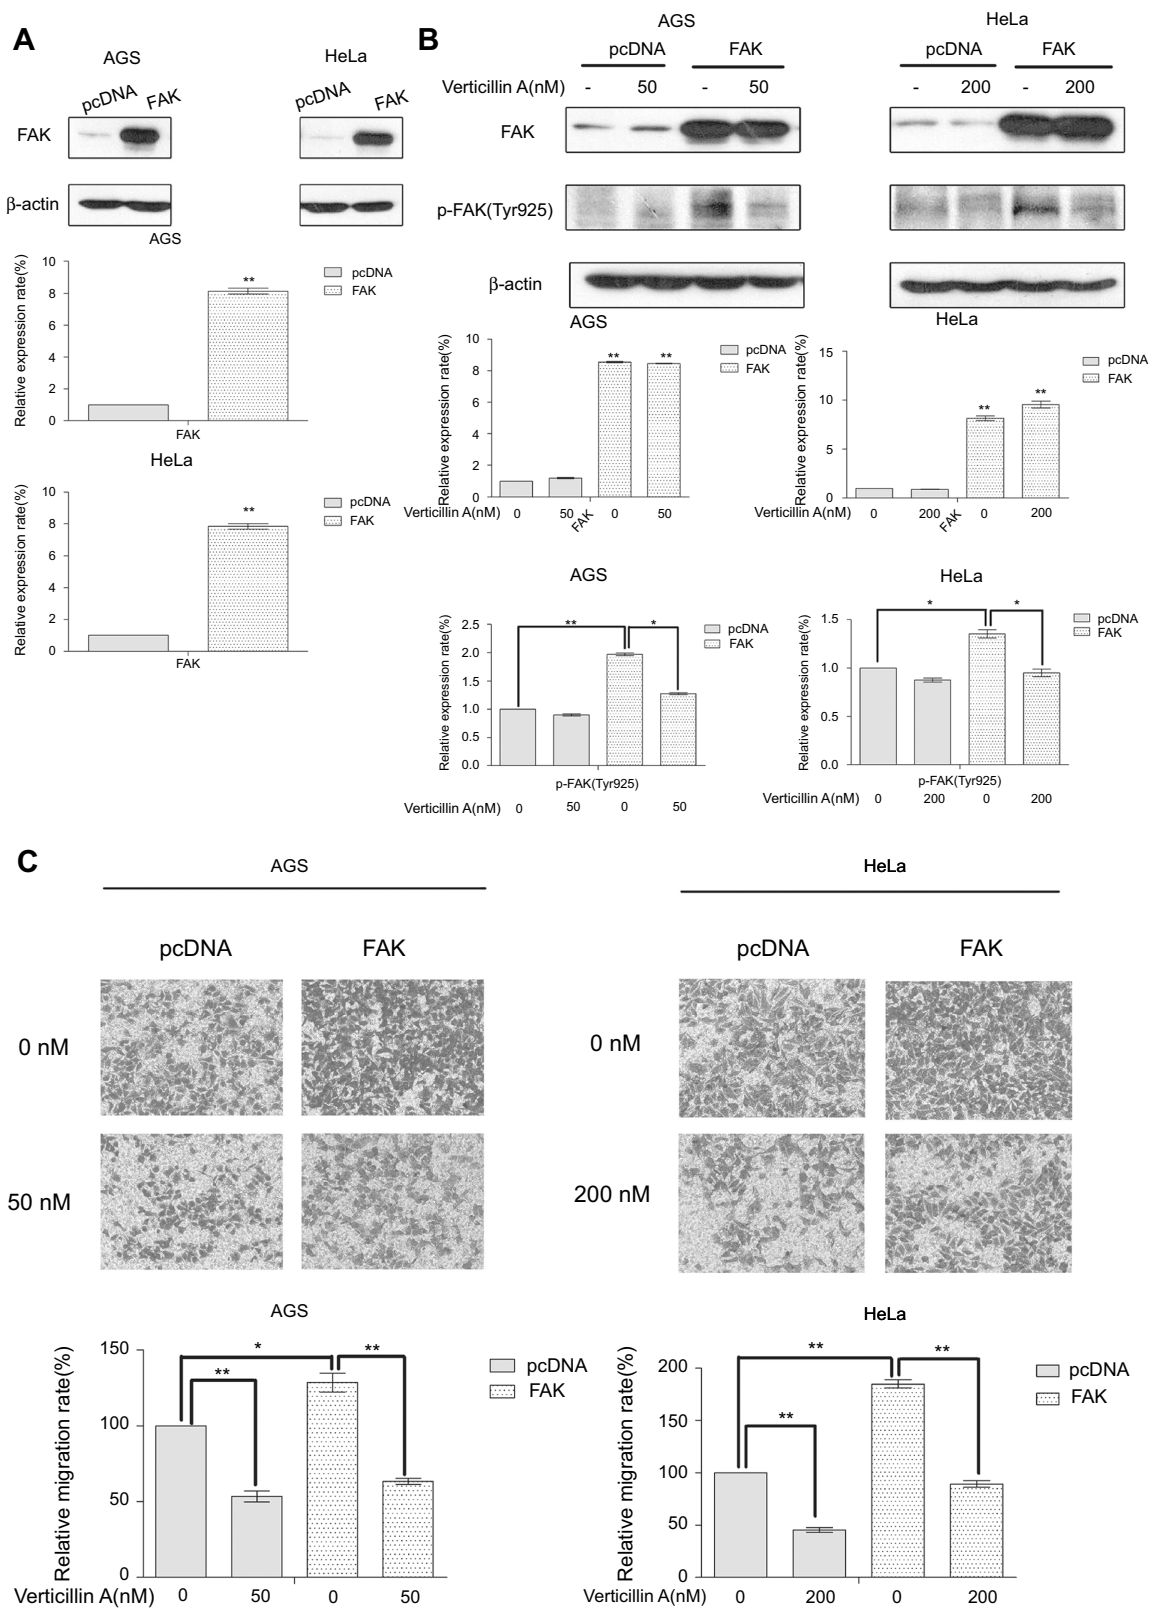 A
AGS
HeLa
pcDNA FAK
pcDNA FAK
FAK
β-actin
AGS
Relative expression rate(%)
10
8
6
4
2
0
**
pcDNA
FAK
FAK
HeLa
Relative expression rate(%)
10
8
6
4
2
0
**
pcDNA
FAK
FAK
B
AGS
HeLa
pcDNA FAK
pcDNA FAK
Verticillin A(nM) - 50 - 50
- 200 - 200
FAK
p-FAK(Tyr925)
β-actin
AGS
Relative expression rate(%)
10
8
6
4
2
0
** **
pcDNA
FAK
Verticillin A(nM) 0 50 0 50
FAK
HeLa
Relative expression rate(%)
15
10
5
0
** **
pcDNA
FAK
Verticillin A(nM) 0 200 0 200
FAK
AGS
Relative expression rate(%)
2.5
2.0
1.5
1.0
0.5
0.0
** *
pcDNA
FAK
p-FAK(Tyr925)
Verticillin A(nM) 0 50 0 50
HeLa
Relative expression rate(%)
1.5
1.0
0.5
0.0
* *
pcDNA
FAK
p-FAK(Tyr925)
Verticillin A(nM) 0 200 0 200
C
AGS
HeLa
pcDNA FAK
pcDNA FAK
0 nM
0 nM
50 nM
200 nM
AGS
Relative migration rate(%)
150
100
50
0
* **
**
pcDNA
FAK
Verticillin A(nM) 0 50 0 50
HeLa
Relative migration rate(%)
200
150
100
50
0
** **
**
pcDNA
FAK
Verticillin A(nM) 0 200 0 200